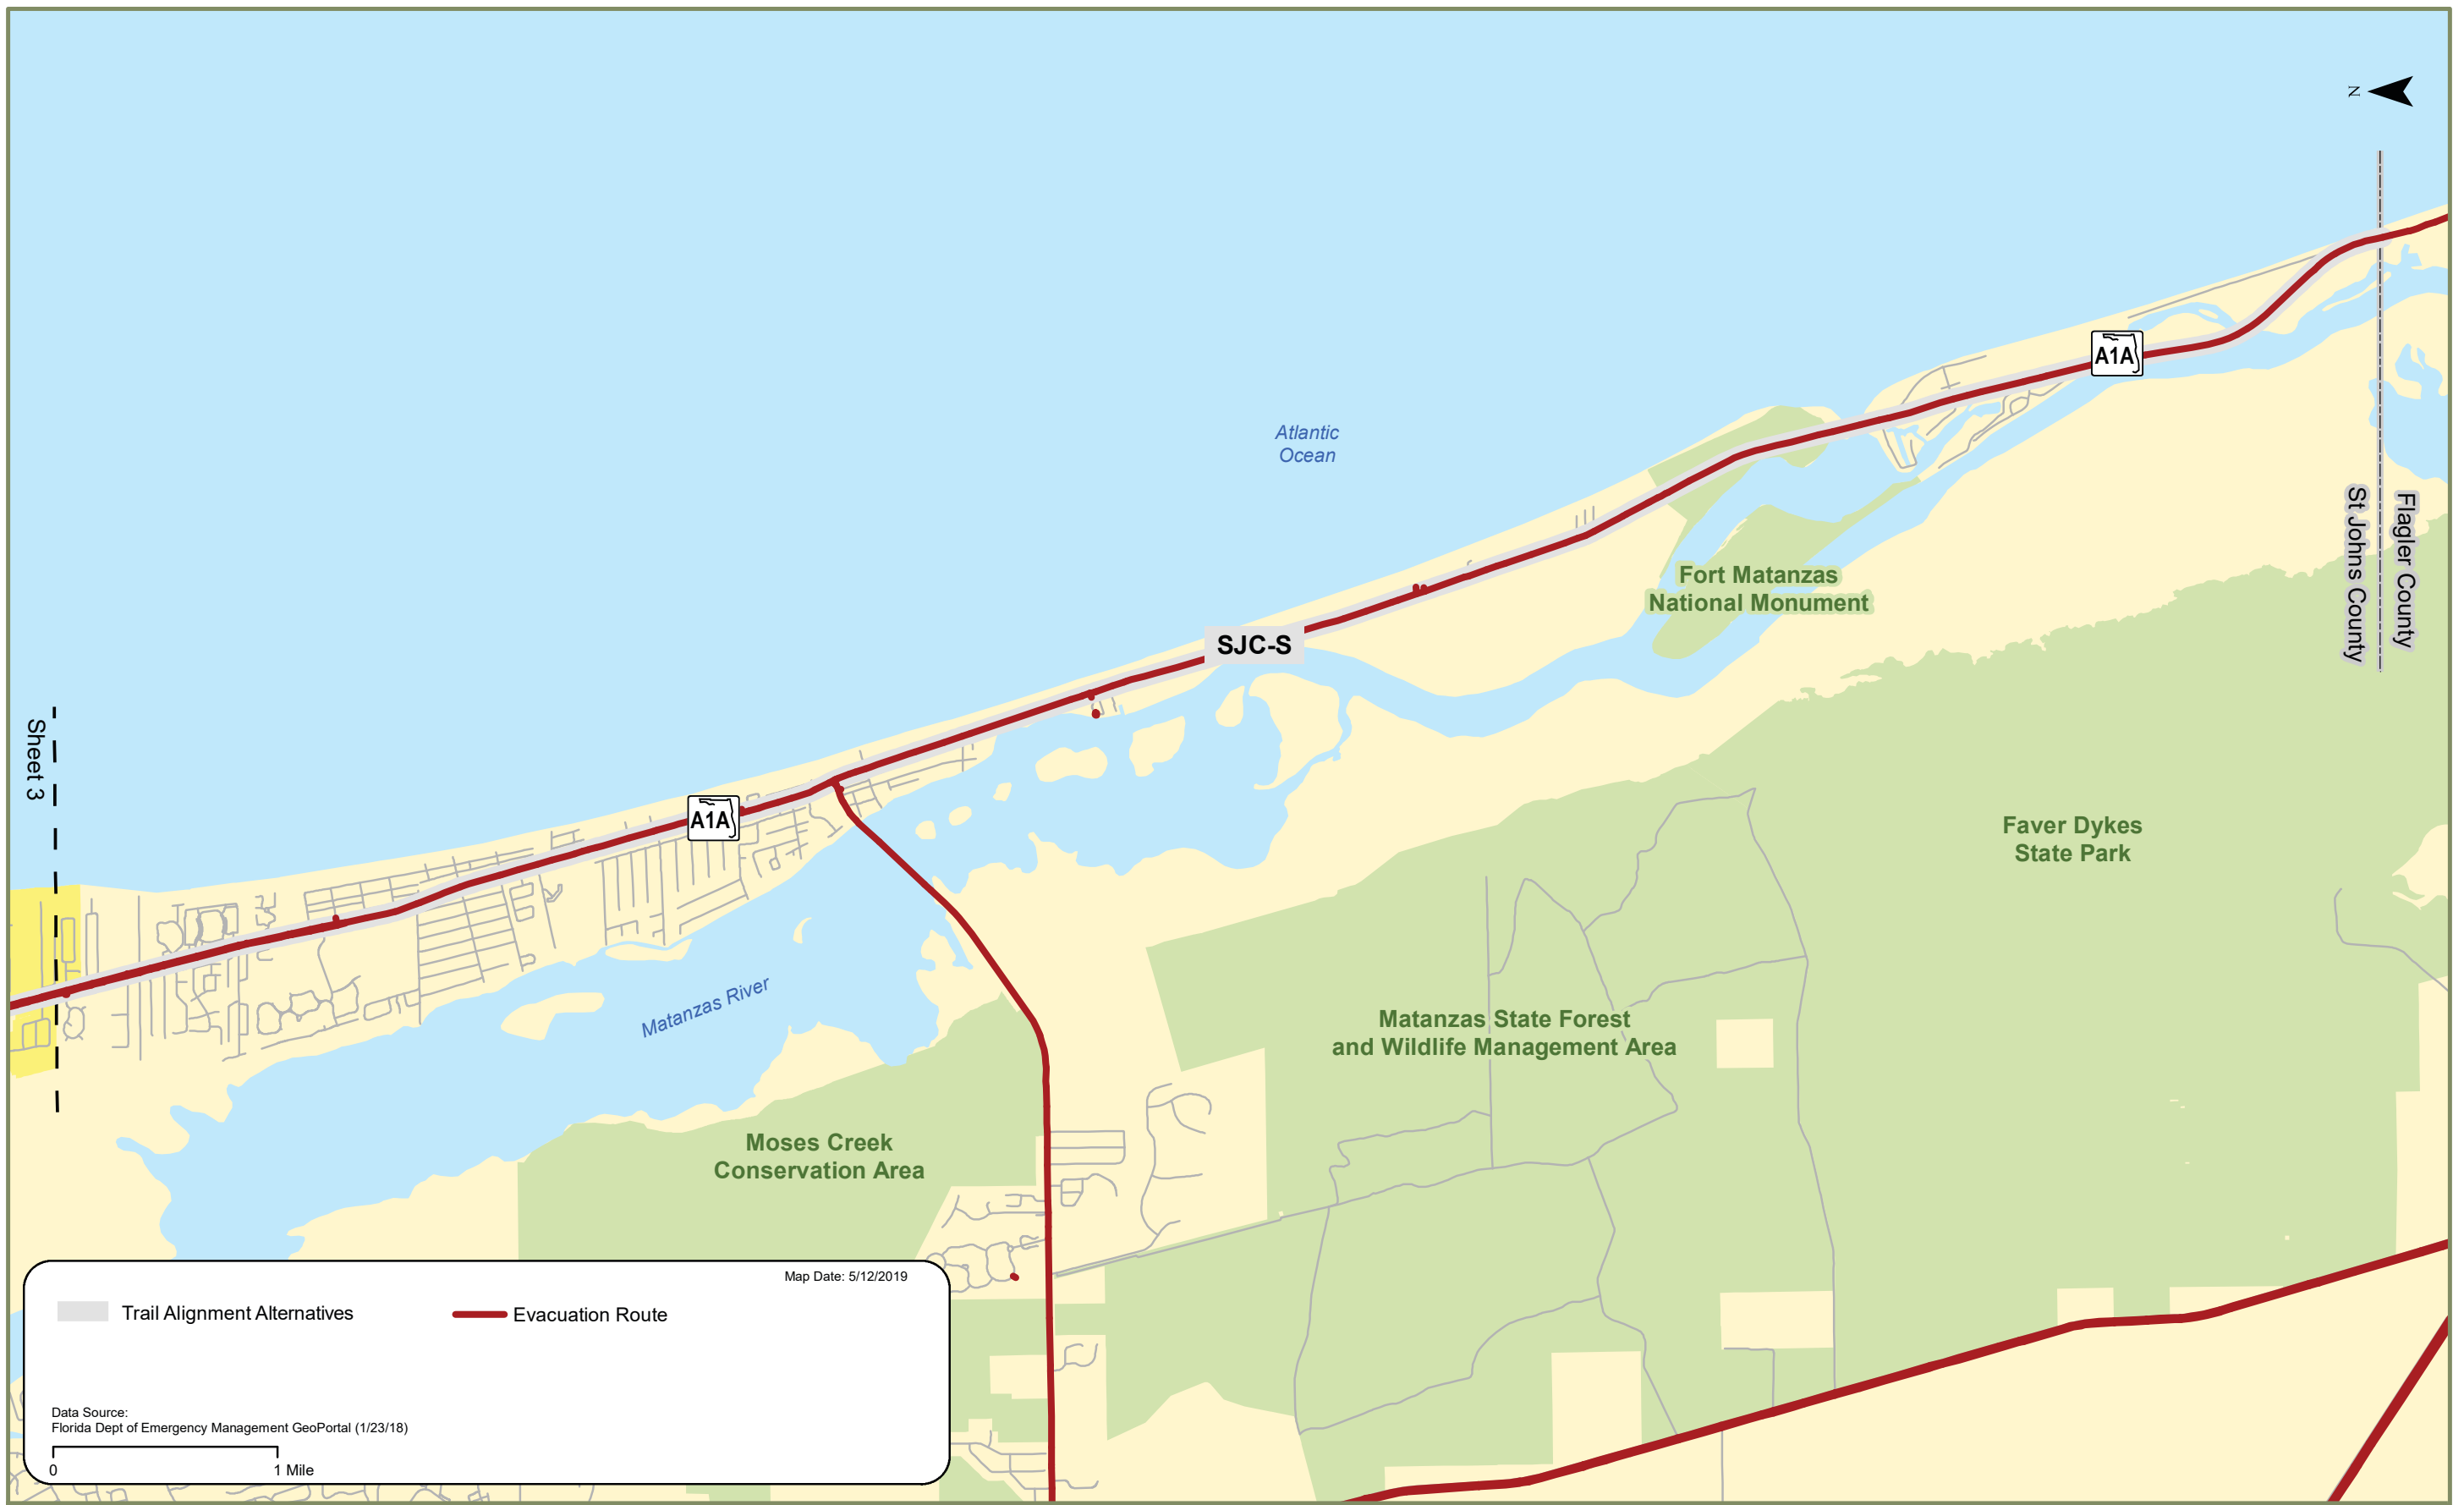 N
Atlantic
Ocean
A1A
Flagler County
St Johns County
Fort Matanzas
National Monument
SJC-S
Sheet 3
A1A
Faver Dykes
State Park
Matanzas River
Matanzas State Forest
and Wildlife Management Area
Moses Creek
Conservation Area
Map Date: 5/12/2019
Trail Alignment Alternatives
Evacuation Route
Data Source:
Florida Dept of Emergency Management GeoPortal (1/23/18)
0 1 Mile